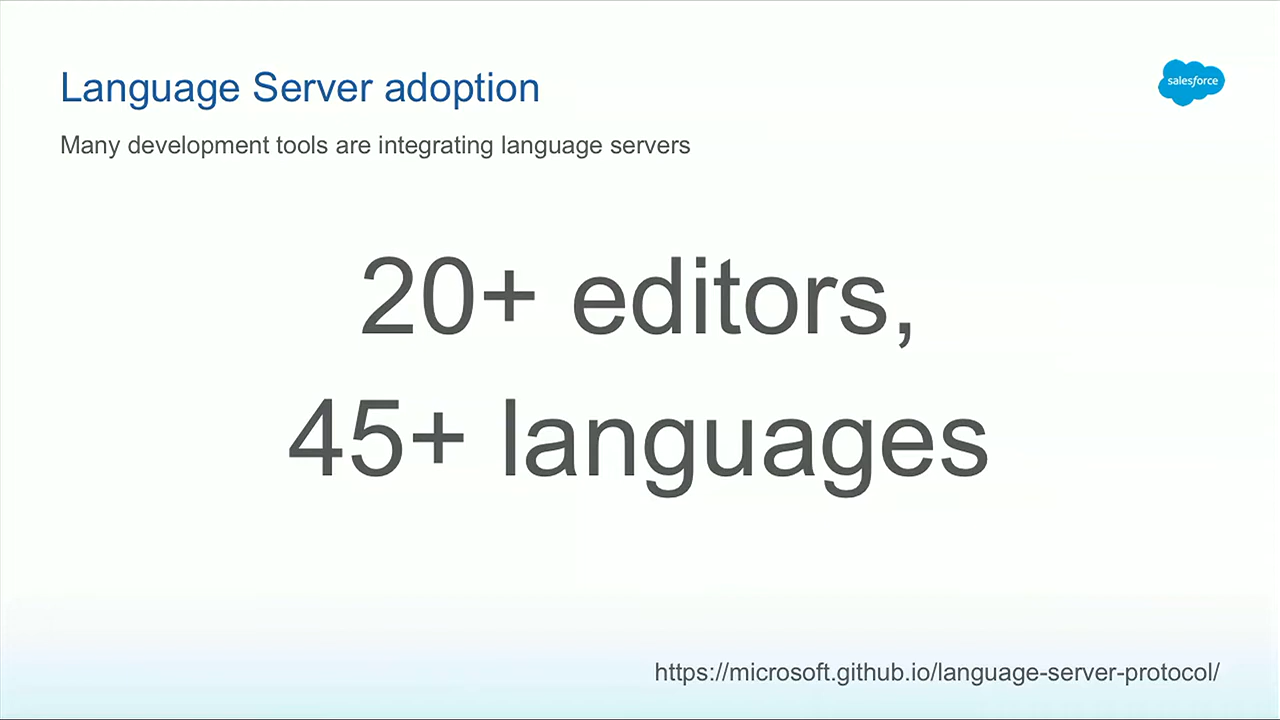 Language Server adoption
salesforce
Many development tools are integrating language servers
20+ editors,
45+ languages
https://microsoft.github.io/language-server-protocol/